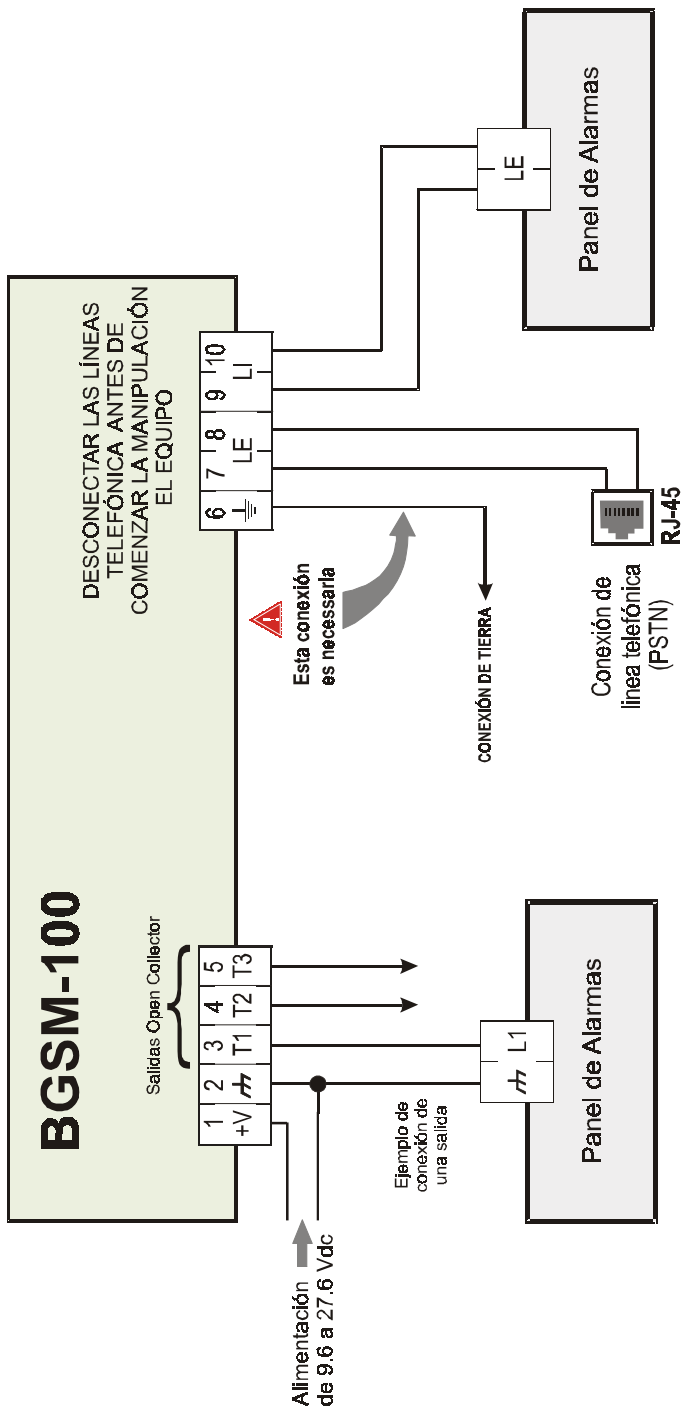 BGSM-100
DESCONECTAR LAS LÍNEAS
TELEFÓNICA ANTES DE
COMENZAR LA MANIPULACIÓN
EL EQUIPO
Salidas Open Collector
1 2 3 4 5
+V T1 T2 T3
6 7 8 9 10
LE LI
Alimentación
de 9.6 a 27.6 Vdc
Ejemplo de
conexión de
una salida
L1
Panel de Alarmas
Esta conexión
es necessaria
CONEXIÓN DE TIERRA
Conexión de
linea telefónica
(PSTN)
RJ-45
LE
Panel de Alarmas